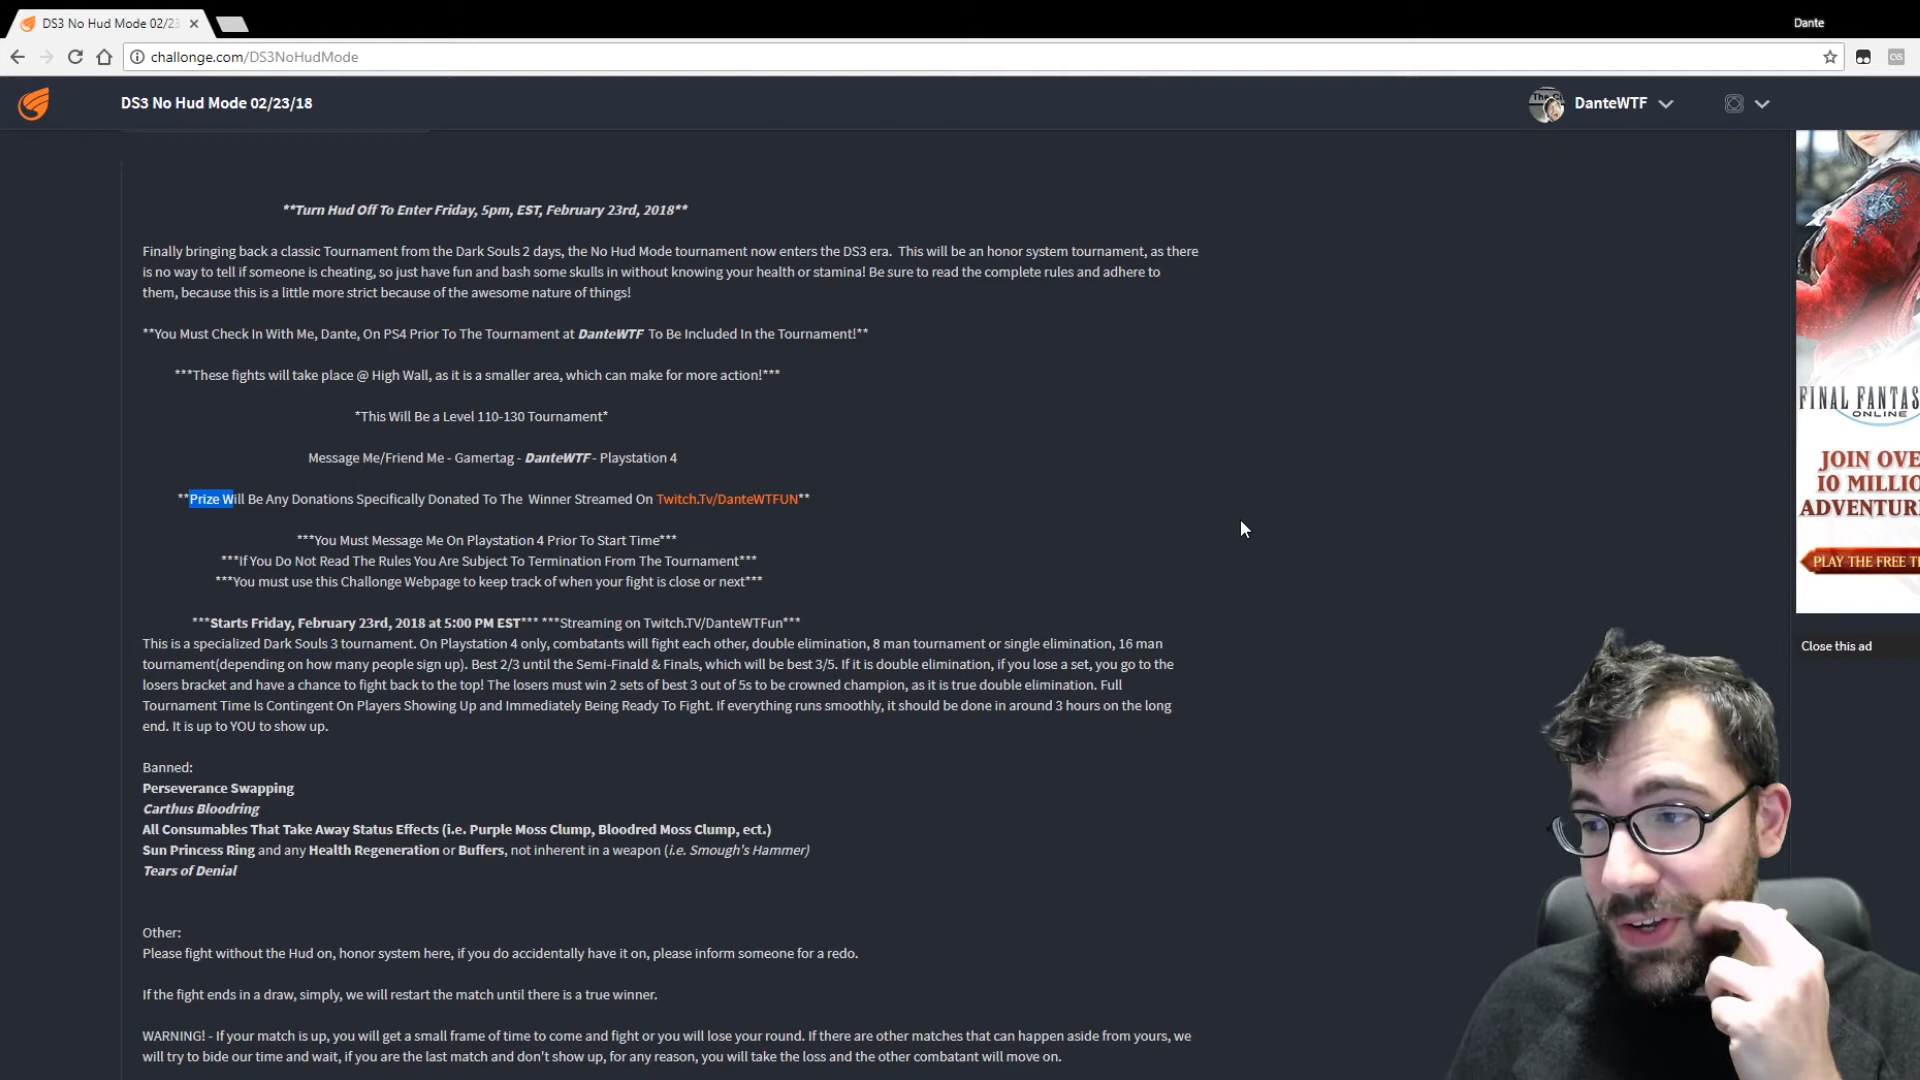 DS3 No Hud Mode 02/23
Dante
challonge.com/DS3NoHudMode
DS3 No Hud Mode 02/23/18
DanteWTF
**Turn Hud Off To Enter Friday, 5pm, EST, February 23rd, 2018**
Finally bringing back a classic Tournament from the Dark Souls 2 days, the No Hud Mode tournament now enters the DS3 era.  This will be an honor system tournament, as there
is no way to tell if someone is cheating, so just have fun and bash some skulls in without knowing your health or stamina! Be sure to read the complete rules and adhere to
them, because this is a little more strict because of the awesome nature of things!
**You Must Check In With Me, Dante, On PS4 Prior To The Tournament at DanteWTF  To Be Included In the Tournament!**
***These fights will take place @ High Wall, as it is a smaller area, which can make for more action!***
*This Will Be a Level 110-130 Tournament*
Message Me/Friend Me - Gamertag - DanteWTF - Playstation 4
**Prize Will Be Any Donations Specifically Donated To The  Winner Streamed On Twitch.Tv/DanteWTFUN**
***You Must Message Me On Playstation 4 Prior To Start Time***
***If You Do Not Read The Rules You Are Subject To Termination From The Tournament***
***You must use this Challonge Webpage to keep track of when your fight is close or next***
***Starts Friday, February 23rd, 2018 at 5:00 PM EST*** ***Streaming on Twitch.TV/DanteWTFun***
This is a specialized Dark Souls 3 tournament. On Playstation 4 only, combatants will fight each other, double elimination, 8 man tournament or single elimination, 16 man
tournament(depending on how many people sign up). Best 2/3 until the Semi-Finald & Finals, which will be best 3/5. If it is double elimination, if you lose a set, you go to the
losers bracket and have a chance to fight back to the top! The losers must win 2 sets of best 3 out of 5s to be crowned champion, as it is true double elimination. Full
Tournament Time Is Contingent On Players Showing Up and Immediately Being Ready To Fight. If everything runs smoothly, it should be done in around 3 hours on the long
end. It is up to YOU to show up.
Banned:
Perseverance Swapping
Carthus Bloodring
All Consumables That Take Away Status Effects (i.e. Purple Moss Clump, Bloodred Moss Clump, ect.)
Sun Princess Ring and any Health Regeneration or Buffers, not inherent in a weapon (i.e. Smough's Hammer)
Tears of Denial
Other:
Please fight without the Hud on, honor system here, if you do accidentally have it on, please inform someone for a redo.
If the fight ends in a draw, simply, we will restart the match until there is a true winner.
WARNING! - If your match is up, you will get a small frame of time to come and fight or you will lose your round. If there are other matches that can happen aside from yours, we
will try to bide our time and wait, if you are the last match and don't show up, for any reason, you will take the loss and the other combatant will move on.
FINAL FANTAS
ONLINE
JOIN OVE
10 MILLIO
ADVENTUR
PLAY THE FREE T
Close this ad